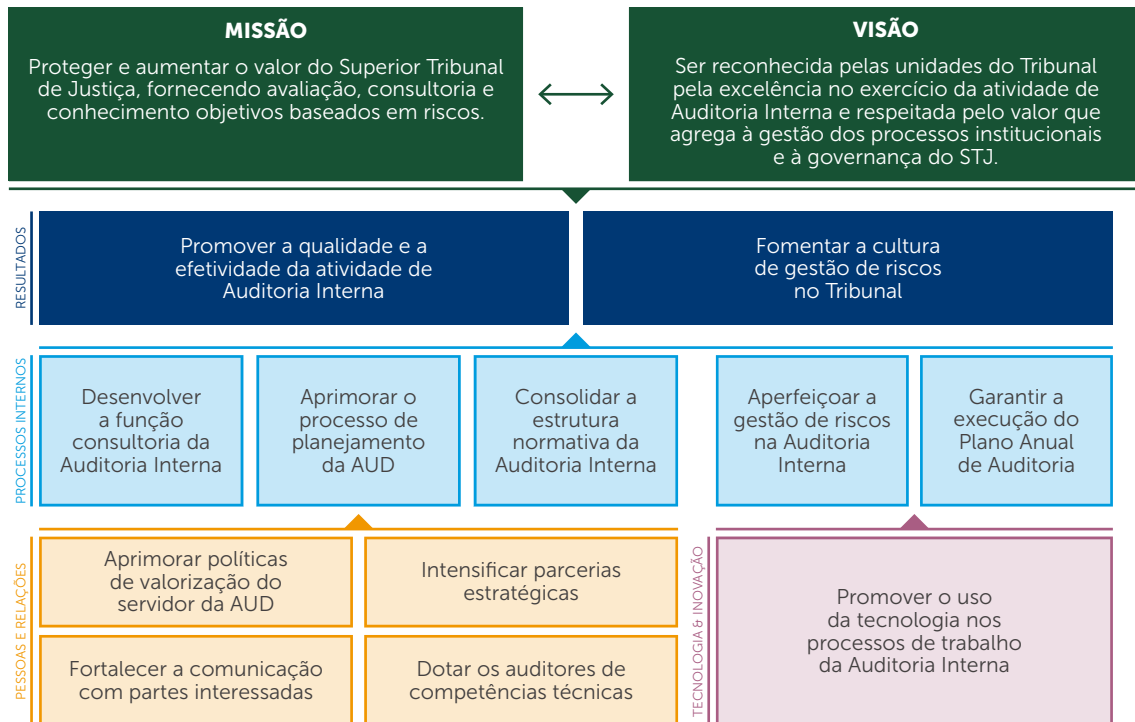 MISSÃO
Proteger e aumentar o valor do Superior Tribunal
de Justiça, fornecendo avaliação, consultoria e
conhecimento objetivos baseados em riscos.
VISÃO
Ser reconhecida pelas unidades do Tribunal
pela excelência no exercício da atividade de
Auditoria Interna e respeitada pelo valor que
agrega à gestão dos processos institucionais
e à governança do STJ.
RESULTADOS
Promover a qualidade e a
efetividade da atividade de
Auditoria Interna
Fomentar a cultura
de gestão de riscos
no Tribunal
PROCESSOS INTERNOS
Desenvolver
a função
consultoria da
Auditoria Interna
Aprimorar o
processo de
planejamento
da AUD
Consolidar a
estrutura
normativa da
Auditoria Interna
Aperfeiçoar a
gestão de riscos
na Auditoria
Interna
Garantir a
execução do
Plano Anual
de Auditoria
PESSOAS E RELAÇÕES
Aprimorar políticas
de valorização do
servidor da AUD
Intensificar parcerias
estratégicas
Fortalecer a comunicação
com partes interessadas
Dotar os auditores de
competências técnicas
TECNOLOGIA & INOVAÇÃO
Promover o uso
da tecnologia nos
processos de trabalho
da Auditoria Interna